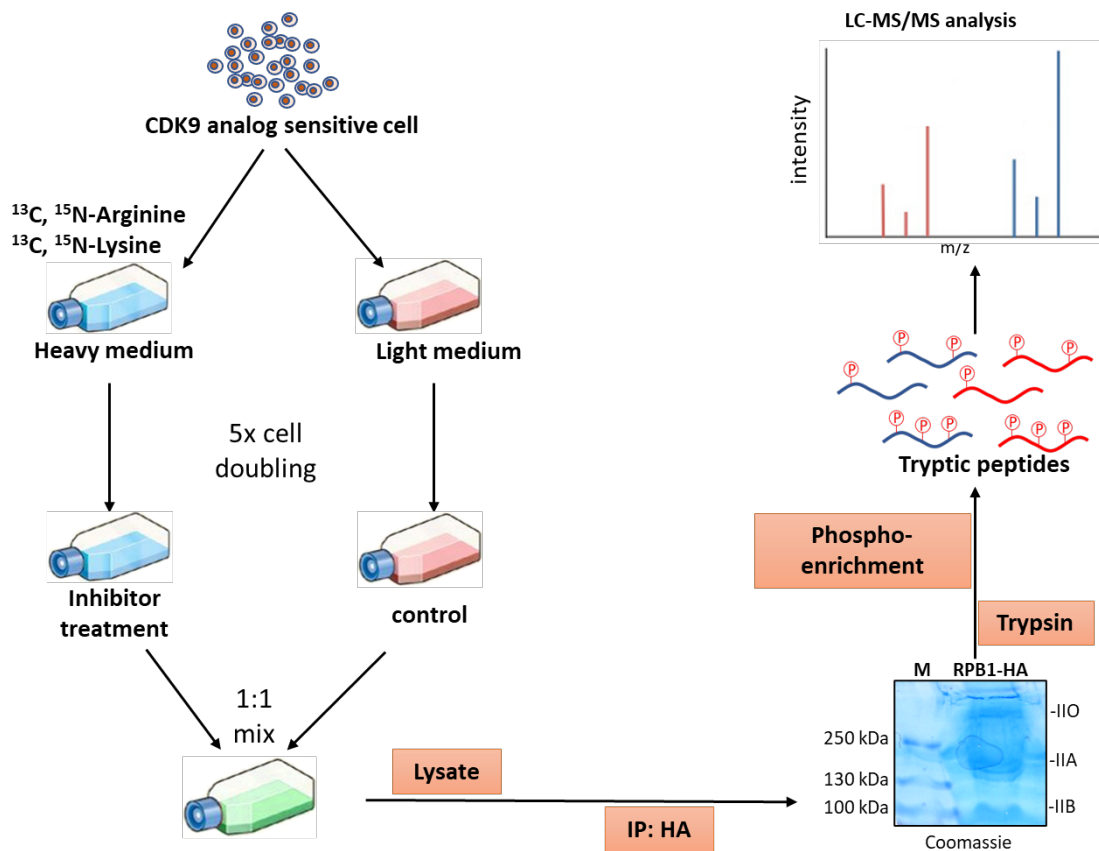 CDK9 analog sensitive cell
¹³C, ¹⁵N-Arginine
¹³C, ¹⁵N-Lysine
Heavy medium
Light medium
5x cell
doubling
Inhibitor
treatment
control
1:1
mix
Lysate
IP: HA
M RPB1-HA
-IIO
250 kDa
-IIA
130 kDa
100 kDa
-IIB
Coomassie
Trypsin
Phospho-
enrichment
Tryptic peptides
P P P P
P P
P P P P P P
LC-MS/MS analysis
intensity
m/z